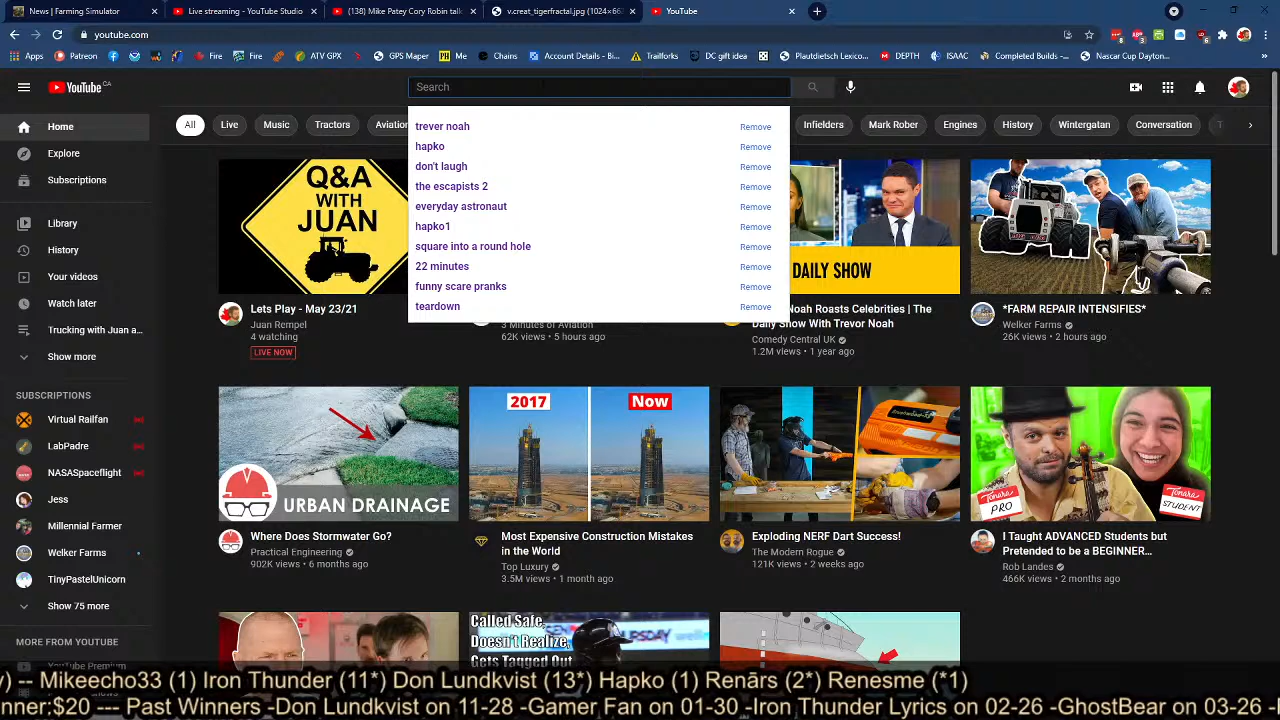 News | Farming Simulator
Live streaming - YouTube Studio
(138) Mike Patey Cory Robin talk
v.creat_tigerfractal.jpg (1024×66
YouTube
youtube.com
Apps
Patreon
Fire
Fire
ATV GPX
GPS Maper
Me
Chains
Account Details - Bi...
Trailforks
DC gift idea
Plautdietsch Lexico...
DEPTH
ISAAC
Completed Builds -...
Nascar Cup Dayton...
YouTube CA
Search
trever noah Remove
hapko Remove
don't laugh Remove
the escapists 2 Remove
everyday astronaut Remove
hapko1 Remove
square into a round hole Remove
22 minutes Remove
funny scare pranks Remove
teardown Remove
All
Live
Music
Tractors
Aviation
Infielders
Mark Rober
Engines
History
Wintergatan
Conversation
Home
Explore
Subscriptions
Library
History
Your videos
Watch later
Trucking with Juan a...
Show more
SUBSCRIPTIONS
Virtual Railfan
LabPadre
NASASpaceflight
Jess
Millennial Farmer
Welker Farms
TinyPastelUnicorn
Show 75 more
MORE FROM YOUTUBE
YouTube Premium
Q&A
WITH
JUAN
Lets Play - May 23/21
Juan Rempel
4 watching
LIVE NOW
3 Minutes of Aviation
62K views • 5 hours ago
DAILY SHOW
Noah Roasts Celebrities | The
Daily Show With Trevor Noah
Comedy Central UK
1.2M views • 1 year ago
*FARM REPAIR INTENSIFIES*
Welker Farms
26K views • 2 hours ago
URBAN DRAINAGE
Where Does Stormwater Go?
Practical Engineering
902K views • 6 months ago
2017
Now
Most Expensive Construction Mistakes
in the World
Top Luxury
3.5M views • 1 month ago
Exploding NERF Dart Success!
The Modern Rogue
121K views • 2 weeks ago
Tonara
PRO
Tonara
STUDENT
I Taught ADVANCED Students but
Pretended to be a BEGINNER...
Rob Landes
466K views • 2 months ago
Called Safe,
Doesn't Realize,
Gets Tagged Out
) -- Mikeecho33 (1) Iron Thunder (11*) Don Lundkvist (13*) Hapko (1) Renārs (2*) Renesme (*1)
nner;$20 --- Past Winners -Don Lundkvist on 11-28 -Gamer Fan on 01-30 -Iron Thunder Lyrics on 02-26 -GhostBear on 03-26 -